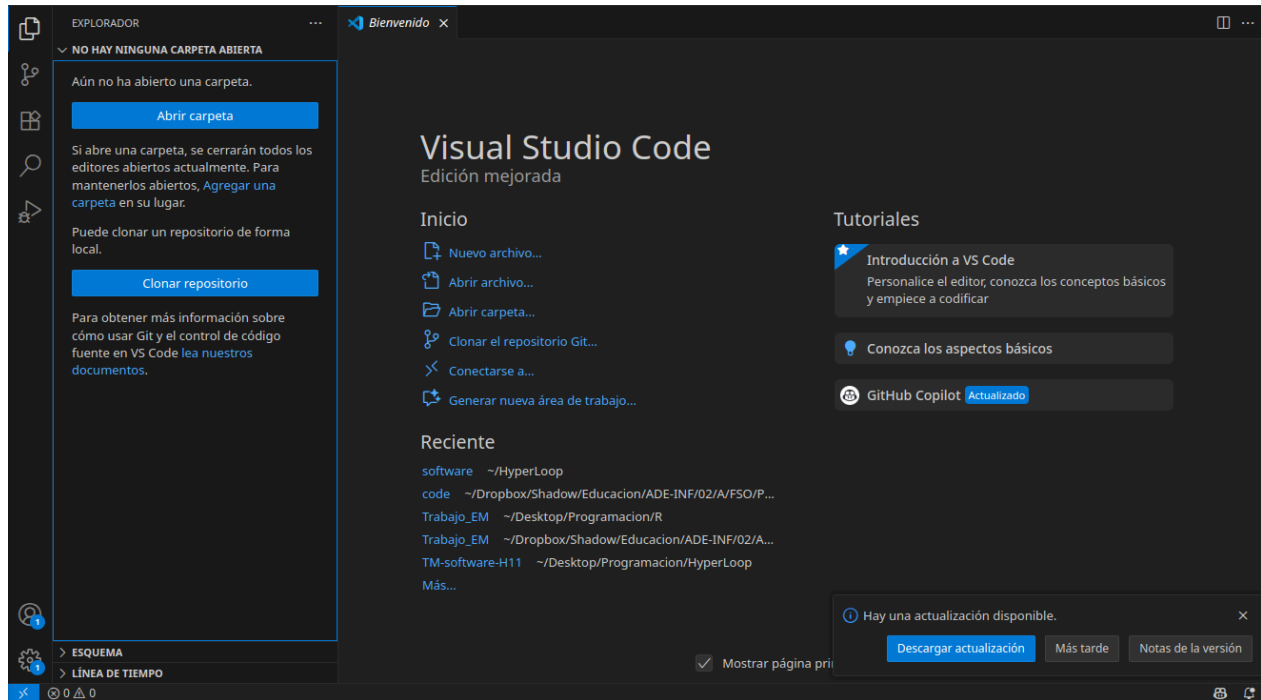 EXPLORADOR
NO HAY NINGUNA CARPETA ABIERTA
Aún no ha abierto una carpeta.
Abrir carpeta
Si abre una carpeta, se cerrarán todos los
editores abiertos actualmente. Para
mantenerlos abiertos, Agregar una
carpeta en su lugar.
Puede clonar un repositorio de forma
local.
Clonar repositorio
Para obtener más información sobre
cómo usar Git y el control de código
fuente en VS Code lea nuestros
documentos.
ESQUEMA
LÍNEA DE TIEMPO
1
1
0 0
Bienvenido
Visual Studio Code
Edición mejorada
Inicio
Nuevo archivo...
Abrir archivo...
Abrir carpeta...
Clonar el repositorio Git...
Conectarse a...
Generar nueva área de trabajo...
Reciente
software ~/HyperLoop
code ~/Dropbox/Shadow/Educacion/ADE-INF/02/A/FSO/P...
Trabajo_EM ~/Desktop/Programacion/R
Trabajo_EM ~/Dropbox/Shadow/Educacion/ADE-INF/02/A...
TM-software-H11 ~/Desktop/Programacion/HyperLoop
Más...
Tutoriales
Introducción a VS Code
Personalice el editor, conozca los conceptos básicos
y empiece a codificar
Conozca los aspectos básicos
GitHub Copilot Actualizado
Mostrar página pri
Hay una actualización disponible.
Descargar actualización Más tarde Notas de la versión